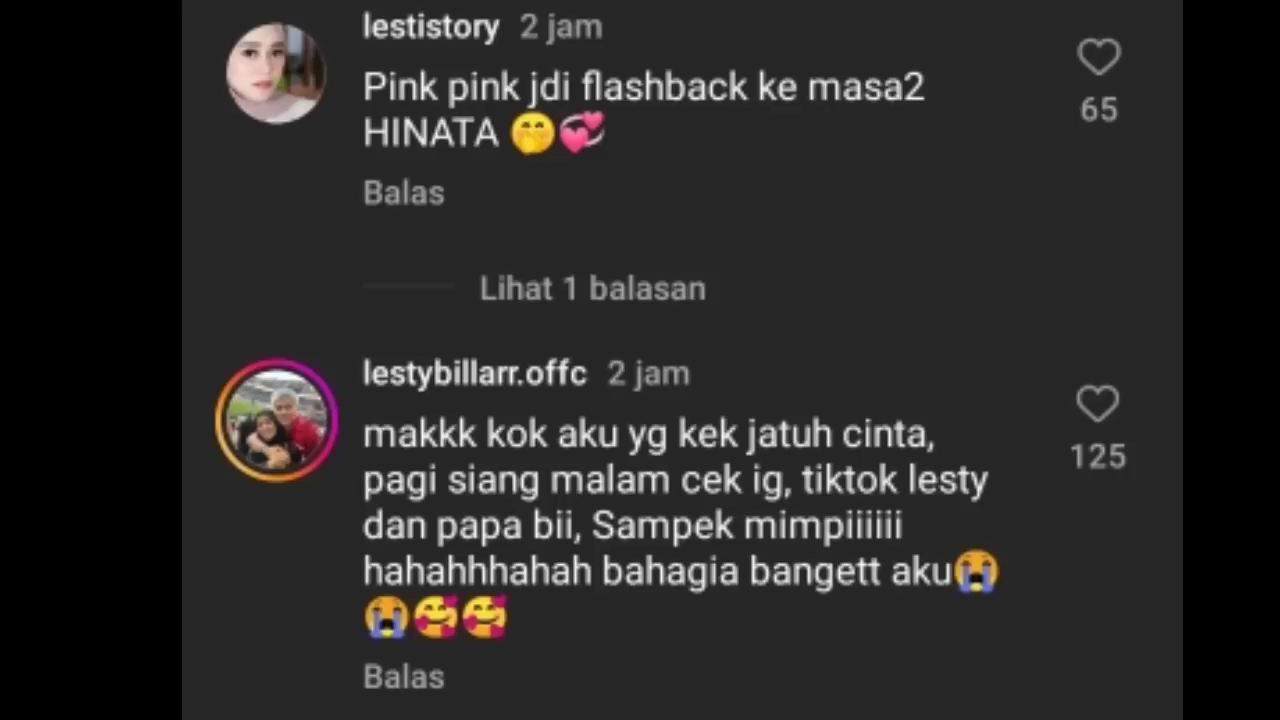 lestistory 2 jam
Pink pink jdi flashback ke masa2
HINATA 🤭💞
65
Balas
Lihat 1 balasan
lestybillarr.offc 2 jam
makkk kok aku yg kek jatuh cinta,
pagi siang malam cek ig, tiktok lesty
dan papa bii, Sampek mimpiiiiii
hahahhhahah bahagia bangett aku😭
😭🥰🥰
125
Balas